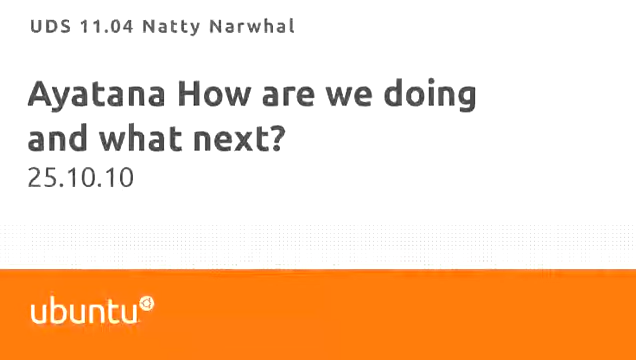 UDS 11.04 Natty Narwhal
Ayatana How are we doing
and what next?
25.10.10
ubuntu